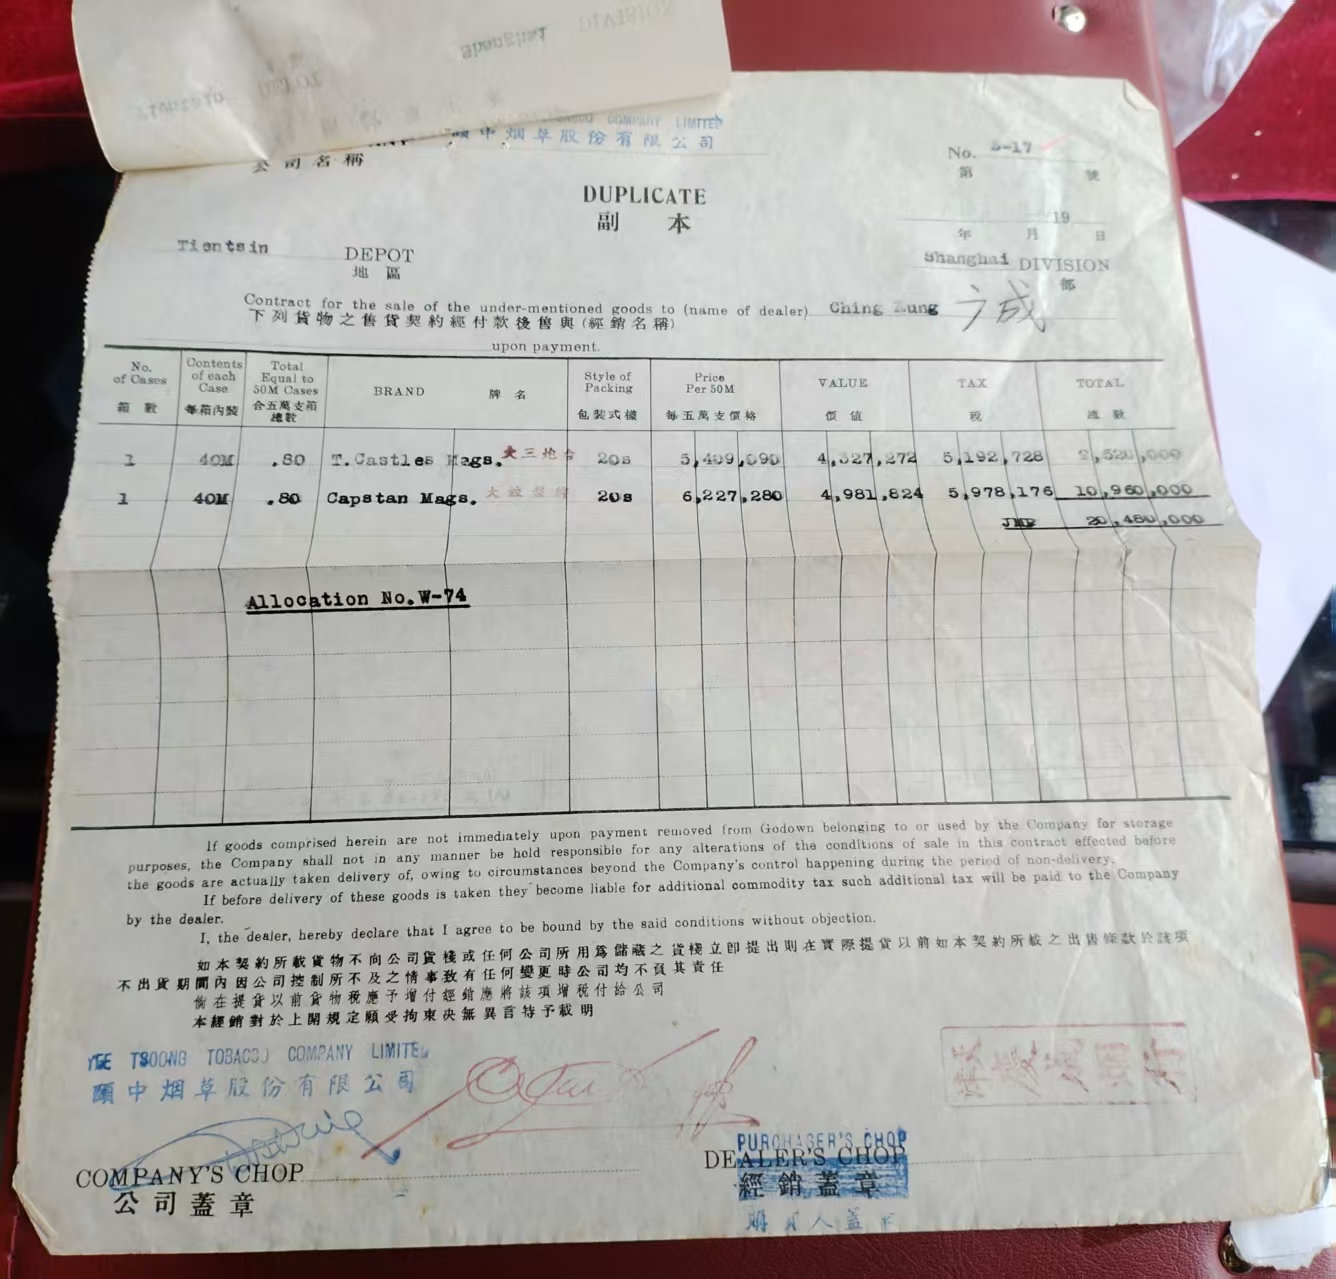 COMPANY LIMITED
頤中烟草股份有限公司
公司名稱
No. S-17
第 號
DUPLICATE
副本
19
年 月 日
Tientsin DEPOT
地區
Shanghai DIVISION
部
Contract for the sale of the under-mentioned goods to (name of dealer) Ching
下列貨物之售貨契約經付款後售與(經銷名稱)
upon payment.
No. of Cases Contents of each Case Total Equal to 50M Cases BRAND 牌名 Style of Packing Price Per 50M VALUE TAX TOTAL
箱數 每箱內裝 合五萬支箱總數 包裝式樣 每五萬支價格 價值 稅 總數
1 40M .80 T.Castles Mags. 大三炮台 20s 5,409,090 4,327,272 5,192,728 9,520,000
1 40M .80 Capstan Mags. 20s 6,227,280 4,981,824 5,978,176 10,960,000
20,480,000
Allocation No.W-74
If goods comprised herein are not immediately upon payment removed from Godown belonging to or used by the Company for storage
purposes, the Company shall not in any manner be held responsible for any alterations of the conditions of sale in this contract effected before
the goods are actually taken delivery of, owing to circumstances beyond the Company's control happening during the period of non-delivery.
If before delivery of these goods is taken they become liable for additional commodity tax such additional tax will be paid to the Company
by the dealer.
I, the dealer, hereby declare that I agree to be bound by the said conditions without objection.
如本契約所載貨物不向公司貨棧或任何公司所用爲儲藏之貨棧立即提出則在實際提貨以前如本契約所載之出售條款於該項
不出貨期間內因公司控制所不及之情事致有任何變更時公司均不負其責任
倘在提貨以前貨物稅應予增付經銷應將該項增稅付給公司
本經銷對於上開規定願受拘束決無異言特予載明
YEE TSOONG TOBACCO COMPANY LIMITED
頤中烟草股份有限公司
COMPANY'S CHOP
公司蓋章
PURCHASER'S CHOP
DEALER'S CHOP
經銷蓋章